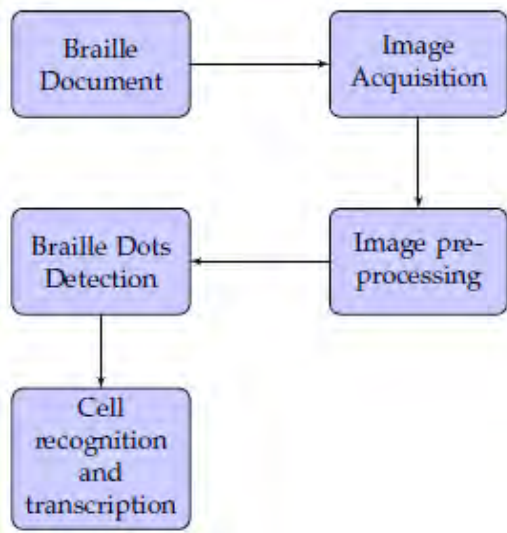 Braille
Document
Image
Acquisition
Image pre-
processing
Braille Dots
Detection
Cell
recognition
and
transcription